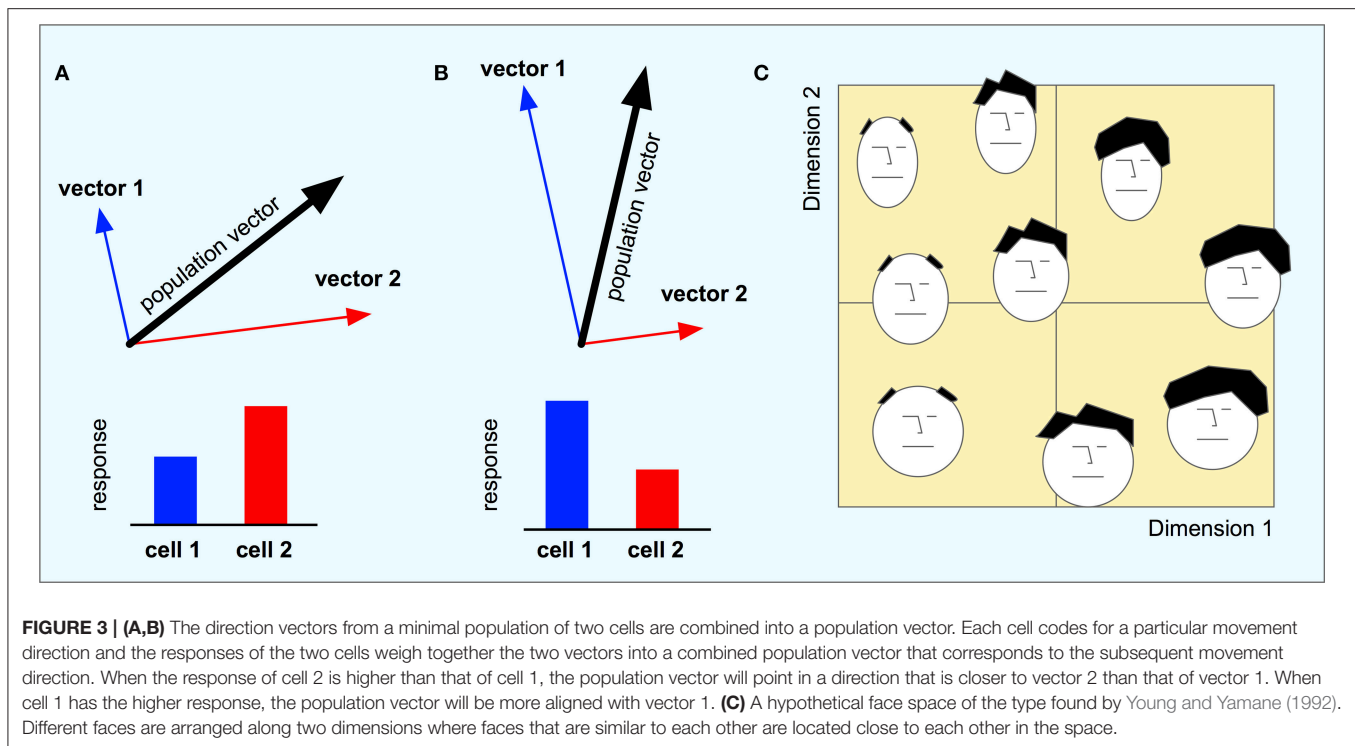 A
vector 1
population vector
vector 2
response
cell 1 cell 2
B
vector 1
population vector
vector 2
response
cell 1 cell 2
C
Dimension 2
Dimension 1
FIGURE 3 | (A,B) The direction vectors from a minimal population of two cells are combined into a population vector. Each cell codes for a particular movement
direction and the responses of the two cells weigh together the two vectors into a combined population vector that corresponds to the subsequent movement
direction. When the response of cell 2 is higher than that of cell 1, the population vector will point in a direction that is closer to vector 2 than that of vector 1. When
cell 1 has the higher response, the population vector will be more aligned with vector 1. (C) A hypothetical face space of the type found by Young and Yamane (1992).
Different faces are arranged along two dimensions where faces that are similar to each other are located close to each other in the space.